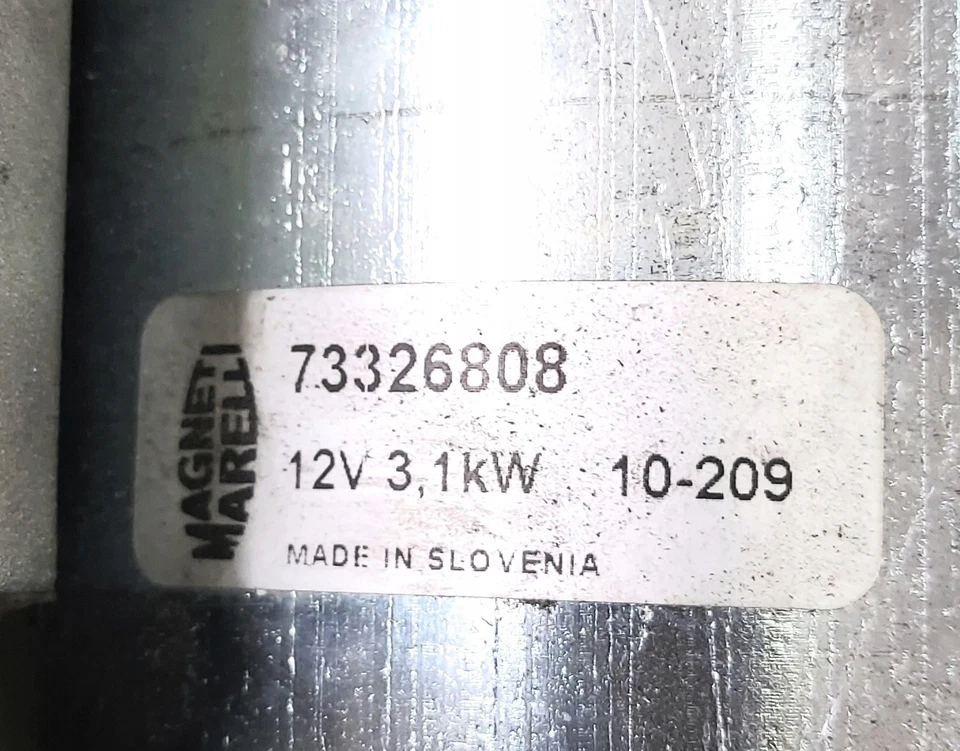 MAGNETI
MARELLI
73326808
12V 3,1kW 10-209
MADE IN SLOVENIA